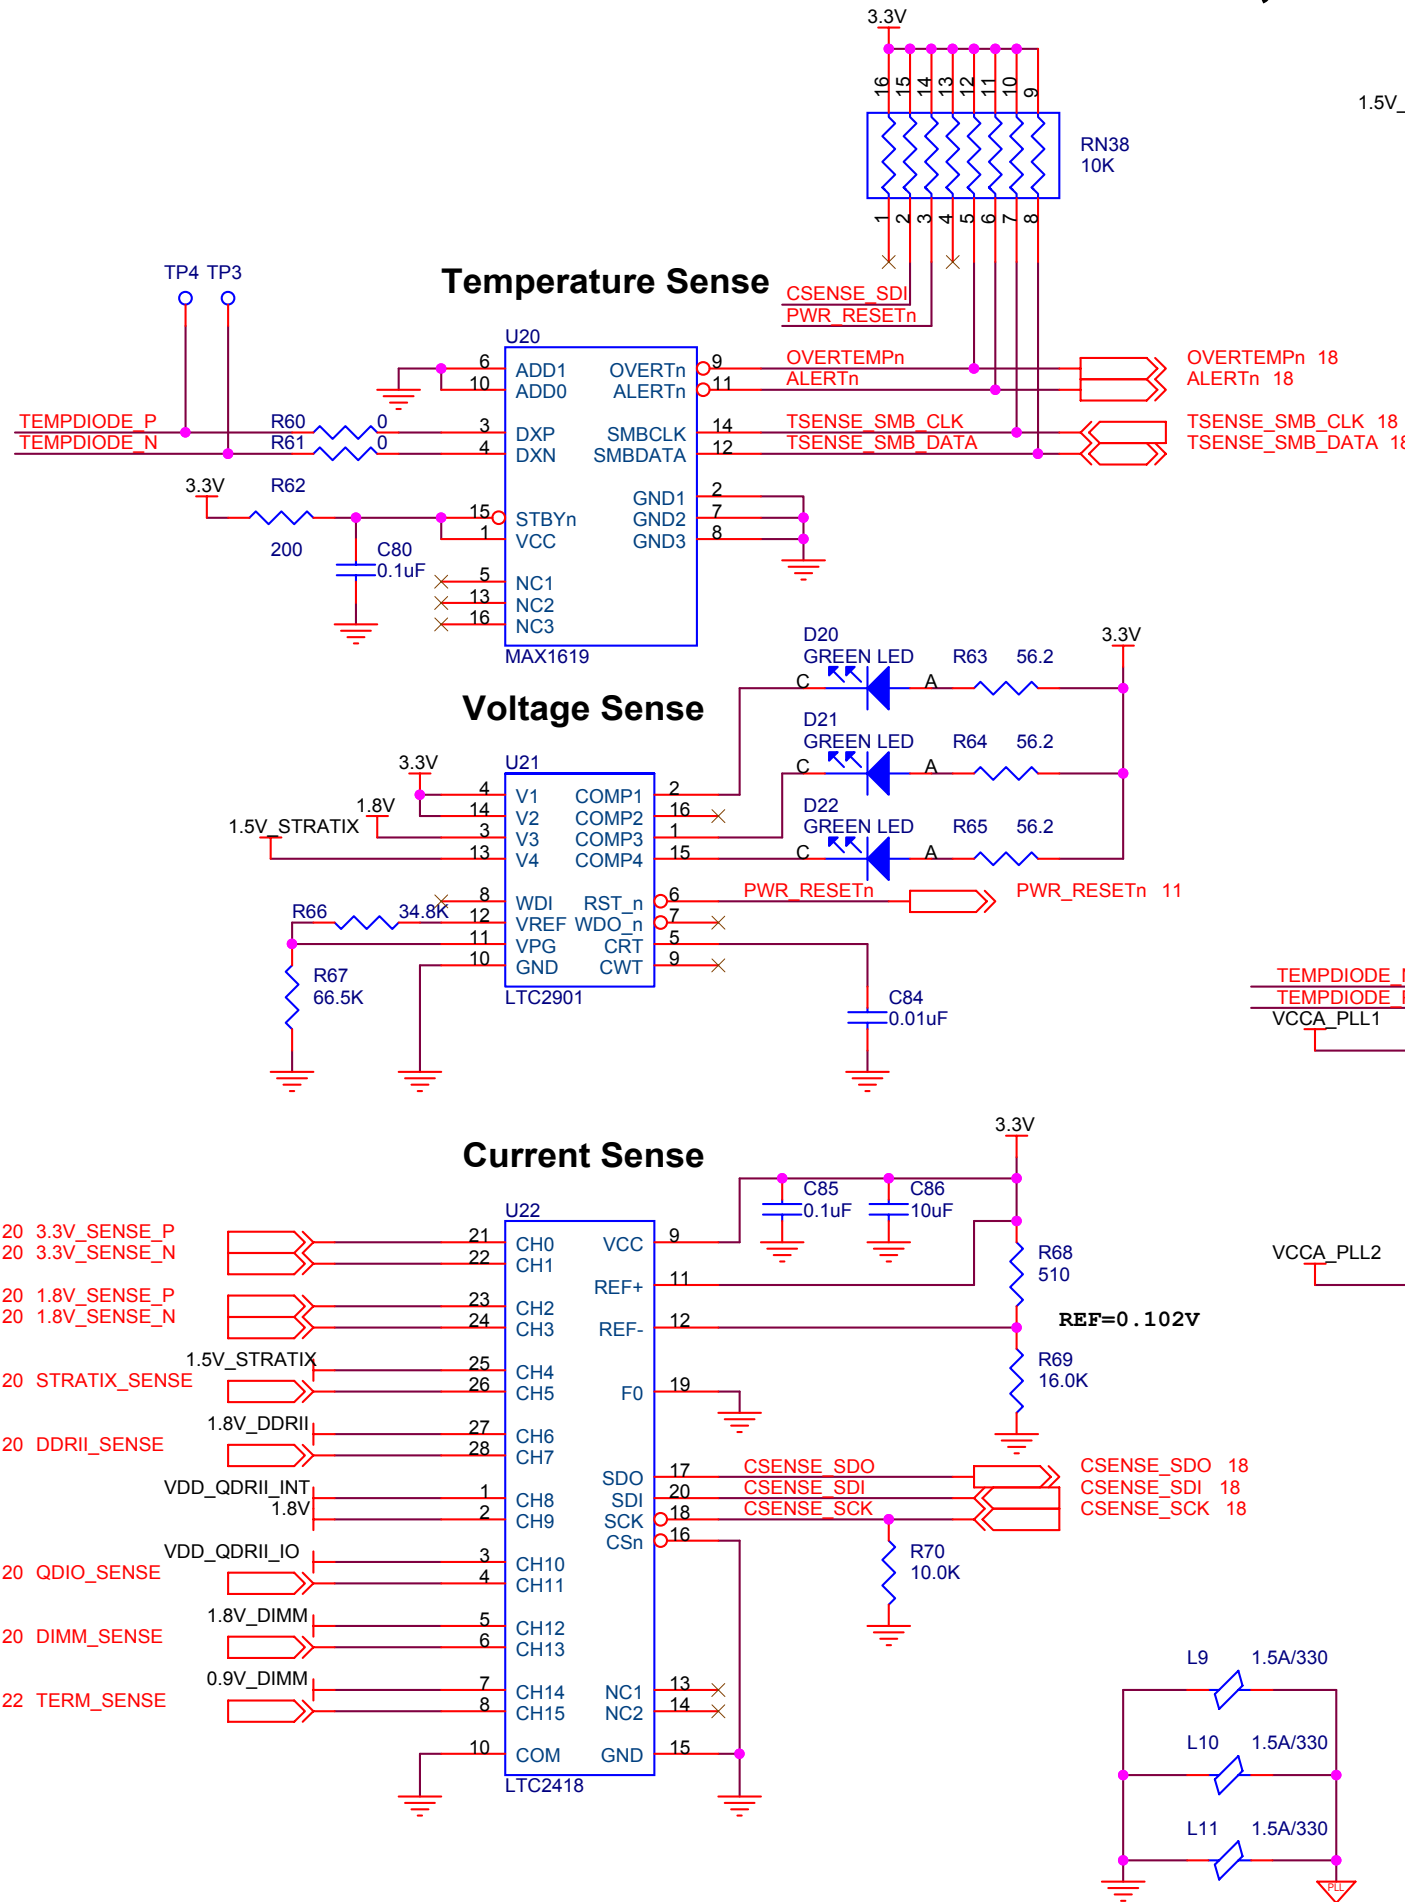 3.3V
16 15 14 13 12 11 10 9
1.5V_
RN38
10K
1 2 3 4 5 6 7 8
TP4 TP3
Temperature Sense
CSENSE_SDI
PWR_RESETn
U20
6 ADD1 OVERTn 9 OVERTEMPn OVERTEMPn 18
10 ADD0 ALERTn 11 ALERTn ALERTn 18
TEMPDIODE_P R60 0 3 DXP SMBCLK 14 TSENSE_SMB_CLK TSENSE_SMB_CLK 18
TEMPDIODE_N R61 0 4 DXN SMBDATA 12 TSENSE_SMB_DATA TSENSE_SMB_DATA 18
3.3V R62
GND1 2
15 STBYn GND2 7
200 C80 1 VCC GND3 8
0.1uF
5 NC1
13 NC2
16 NC3
MAX1619
D20 3.3V
GREEN LED R63 56.2
C A
Voltage Sense
D21
GREEN LED R64 56.2
C A
3.3V U21
4 V1 COMP1 2
1.8V 14 V2 COMP2 16 D22
1.5V_STRATIX 3 V3 COMP3 1 GREEN LED R65 56.2
13 V4 COMP4 15 C A
8 WDI RST_n 6 PWR_RESETn PWR_RESETn 11
R66 34.8K 12 VREF WDO_n 7
11 VPG CRT 5
10 GND CWT 9
R67
66.5K
LTC2901
C84
0.01uF
TEMPDIODE_N
TEMPDIODE_P
VCCA_PLL1
3.3V
Current Sense
C85 C86
0.1uF 10uF
U22
20 3.3V_SENSE_P 21 CH0 VCC 9
20 3.3V_SENSE_N 22 CH1
R68
510
VCCA_PLL2
REF+ 11
20 1.8V_SENSE_P 23 CH2
20 1.8V_SENSE_N 24 CH3 REF- 12 REF=0.102V
1.5V_STRATIX 25 CH4
20 STRATIX_SENSE 26 CH5 F0 19
R69
16.0K
1.8V_DDRII 27 CH6
20 DDRII_SENSE 28 CH7
SDO 17 CSENSE_SDO CSENSE_SDO 18
VDD_QDRII_INT 1 CH8 SDI 20 CSENSE_SDI CSENSE_SDI 18
1.8V 2 CH9 SCK 18 CSENSE_SCK CSENSE_SCK 18
CSn 16
VDD_QDRII_IO 3 CH10
20 QDIO_SENSE 4 CH11
R70
10.0K
1.8V_DIMM 5 CH12
20 DIMM_SENSE 6 CH13
0.9V_DIMM 7 CH14 NC1 13
22 TERM_SENSE 8 CH15 NC2 14
10 COM GND 15
LTC2418
L9 1.5A/330
L10 1.5A/330
L11 1.5A/330
PLL